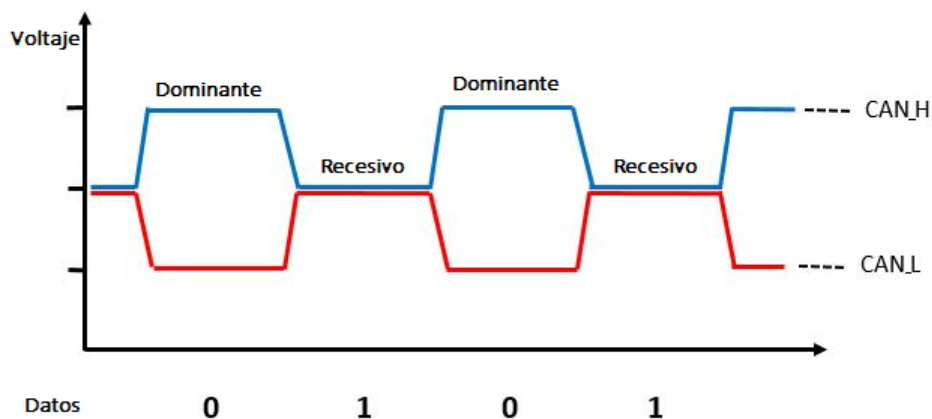 Voltaje
Dominante
Dominante
CAN_H
Recesivo
Recesivo
CAN_L
Datos 0 1 0 1